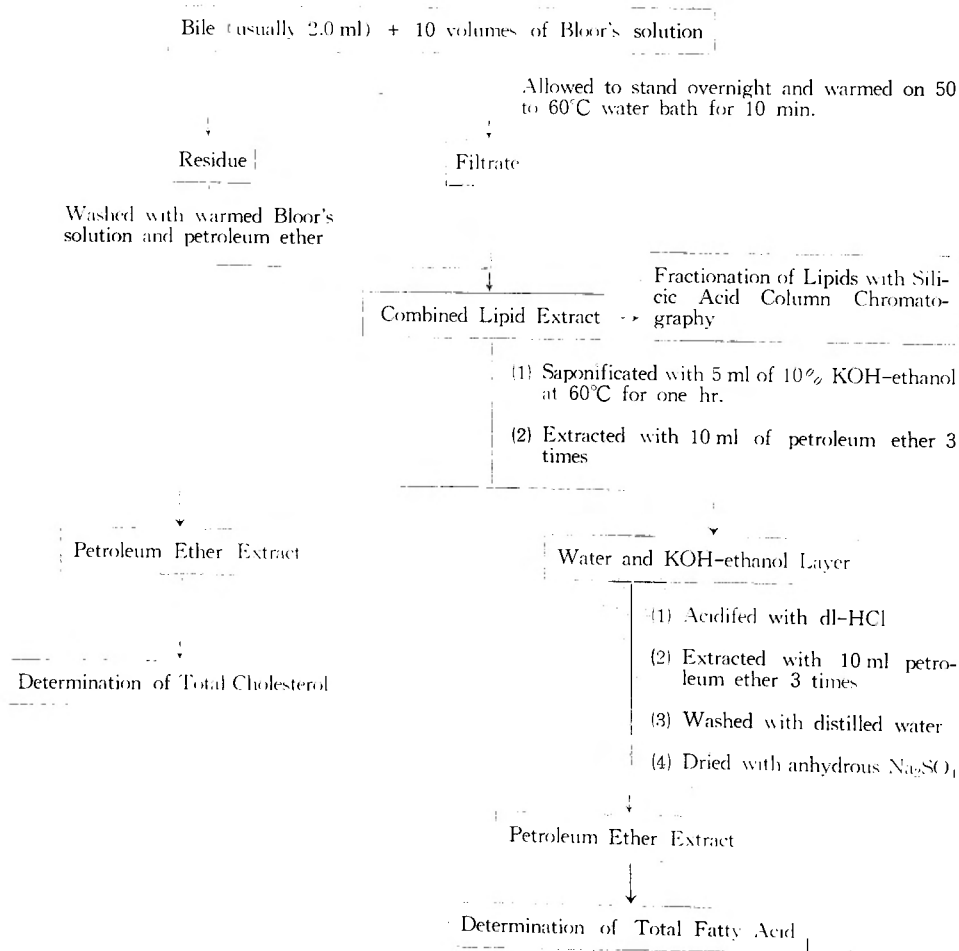 Bile (usually 2.0 ml) + 10 volumes of Bloor's solution
Allowed to stand overnight and warmed on 50
to 60°C water bath for 10 min.
Residue
Filtrate
Washed with warmed Bloor's
solution and petroleum ether
Fractionation of Lipids with Sili-
cic Acid Column Chromato-
graphy
Combined Lipid Extract
(1) Saponificated with 5 ml of 10% KOH-ethanol
at 60℃ for one hr.
(2) Extracted with 10 ml of petroleum ether 3
times
Petroleum Ether Extract
Water and KOH-ethanol Layer
(1) Acidifed with dl-HCl
(2) Extracted with 10 ml petro-
leum ether 3 times
Determination of Total Cholesterol
(3) Washed with distilled water
(4) Dried with anhydrous Na₂SO₄
Petroleum Ether Extract
Determination of Total Fatty Acid